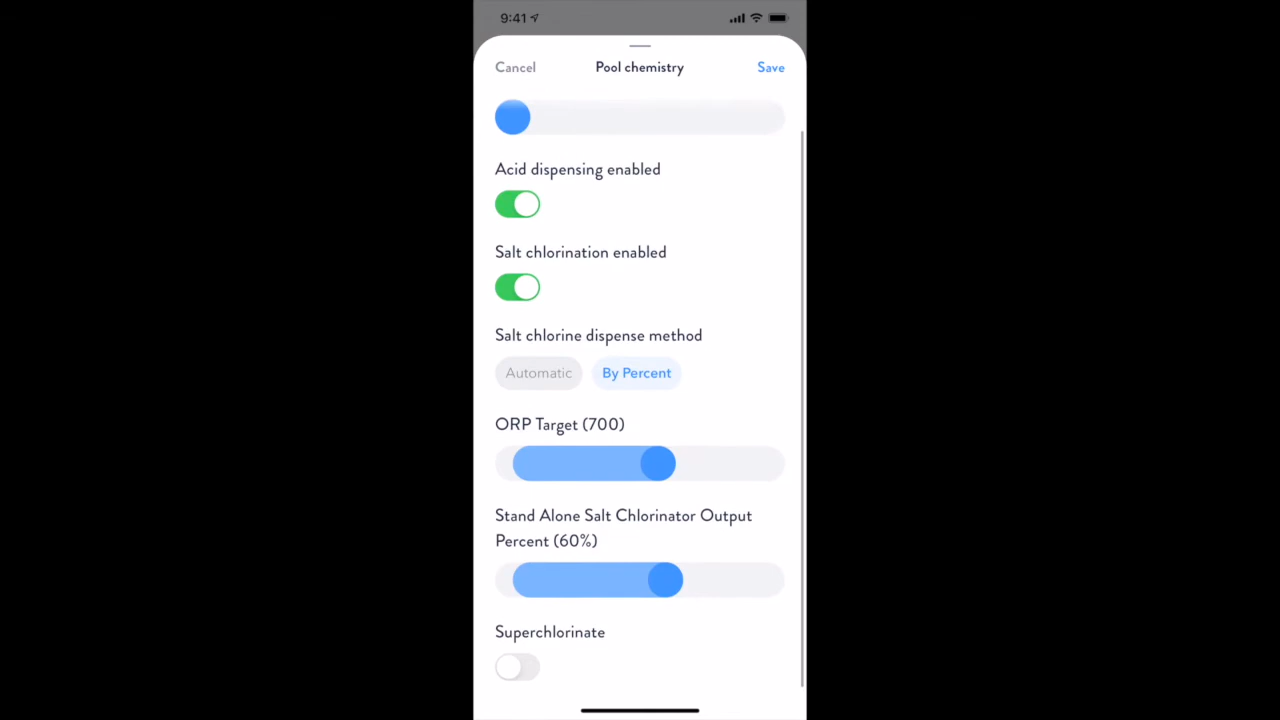 9:41
Cancel Pool chemistry Save
Acid dispensing enabled
Salt chlorination enabled
Salt chlorine dispense method
Automatic By Percent
ORP Target (700)
Stand Alone Salt Chlorinator Output
Percent (60%)
Superchlorinate